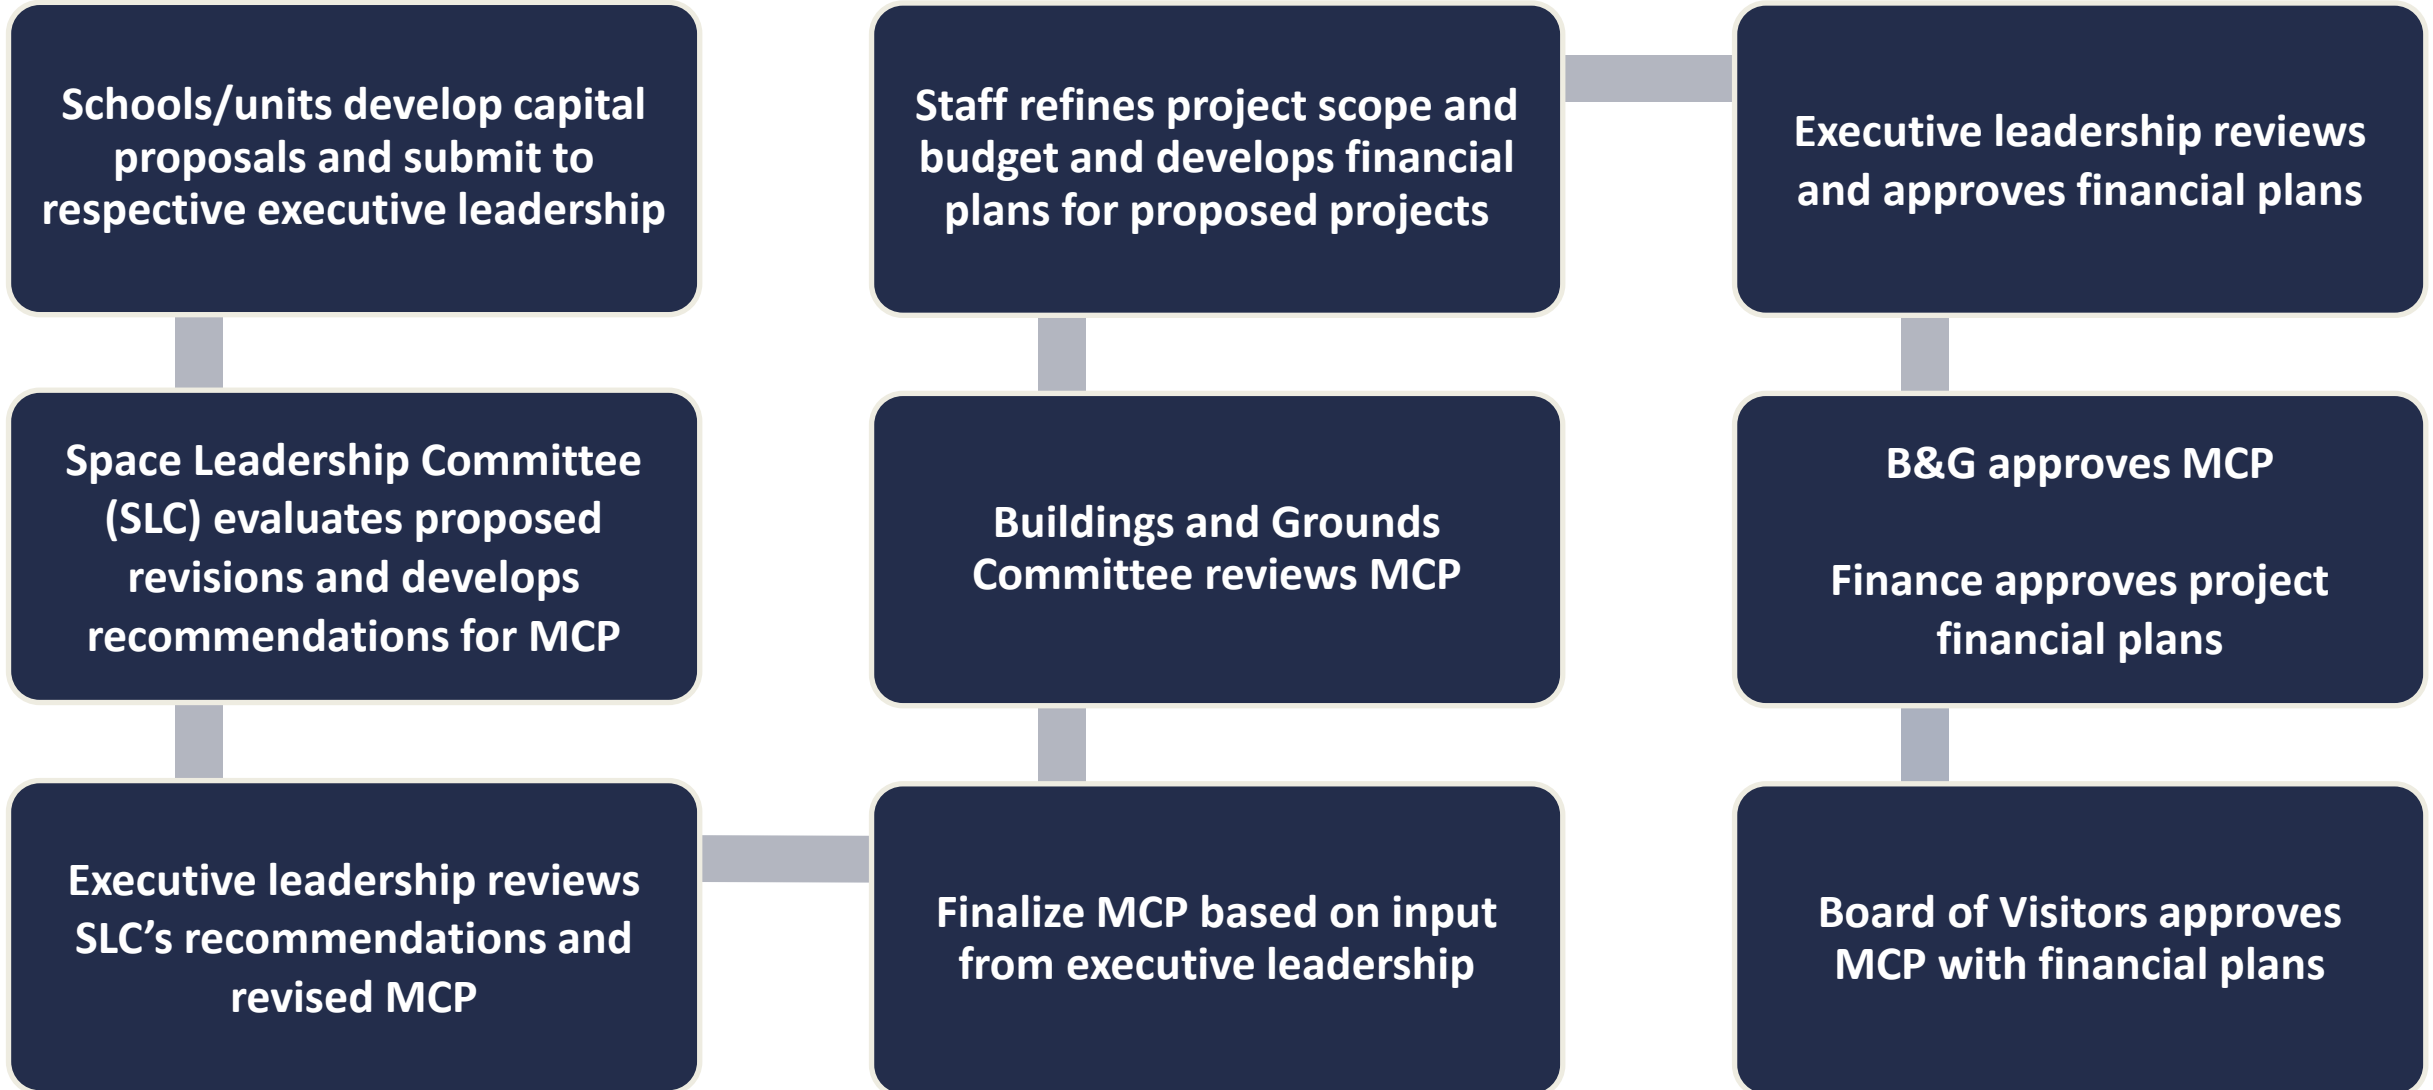 Schools/units develop capital
proposals and submit to
respective executive leadership
Space Leadership Committee
(SLC) evaluates proposed
revisions and develops
recommendations for MCP
Executive leadership reviews
SLC’s recommendations and
revised MCP
Finalize MCP based on input
from executive leadership
Buildings and Grounds
Committee reviews MCP
Staff refines project scope and
budget and develops financial
plans for proposed projects
Executive leadership reviews
and approves financial plans
B&G approves MCP
Finance approves project
financial plans
Board of Visitors approves
MCP with financial plans